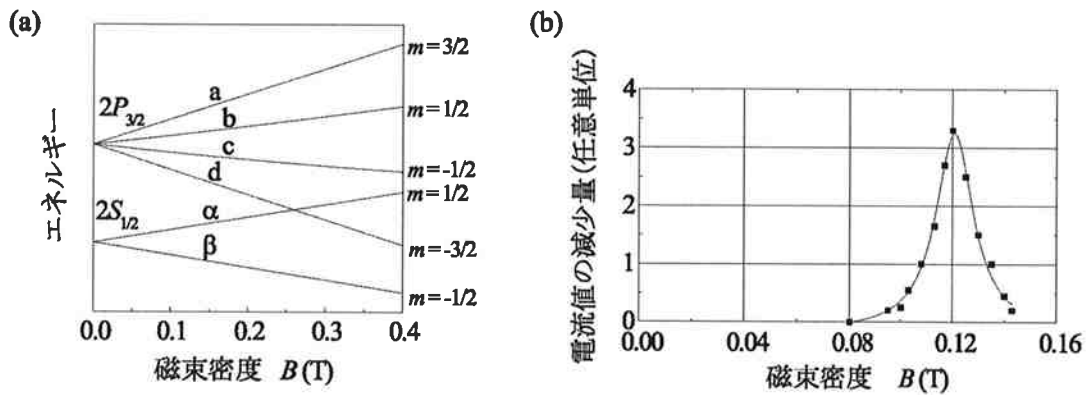 (a)
エネルギー
2P3/2
2S1/2
a
b
c
d
α
β
m = 3/2
m = 1/2
m = -1/2
m = 1/2
m = -3/2
m = -1/2
0.0 0.1 0.2 0.3 0.4
磁束密度 B (T)
(b)
電流値の減少量 (任意単位)
4
3
2
1
0
0.00 0.04 0.08 0.12 0.16
磁束密度 B (T)